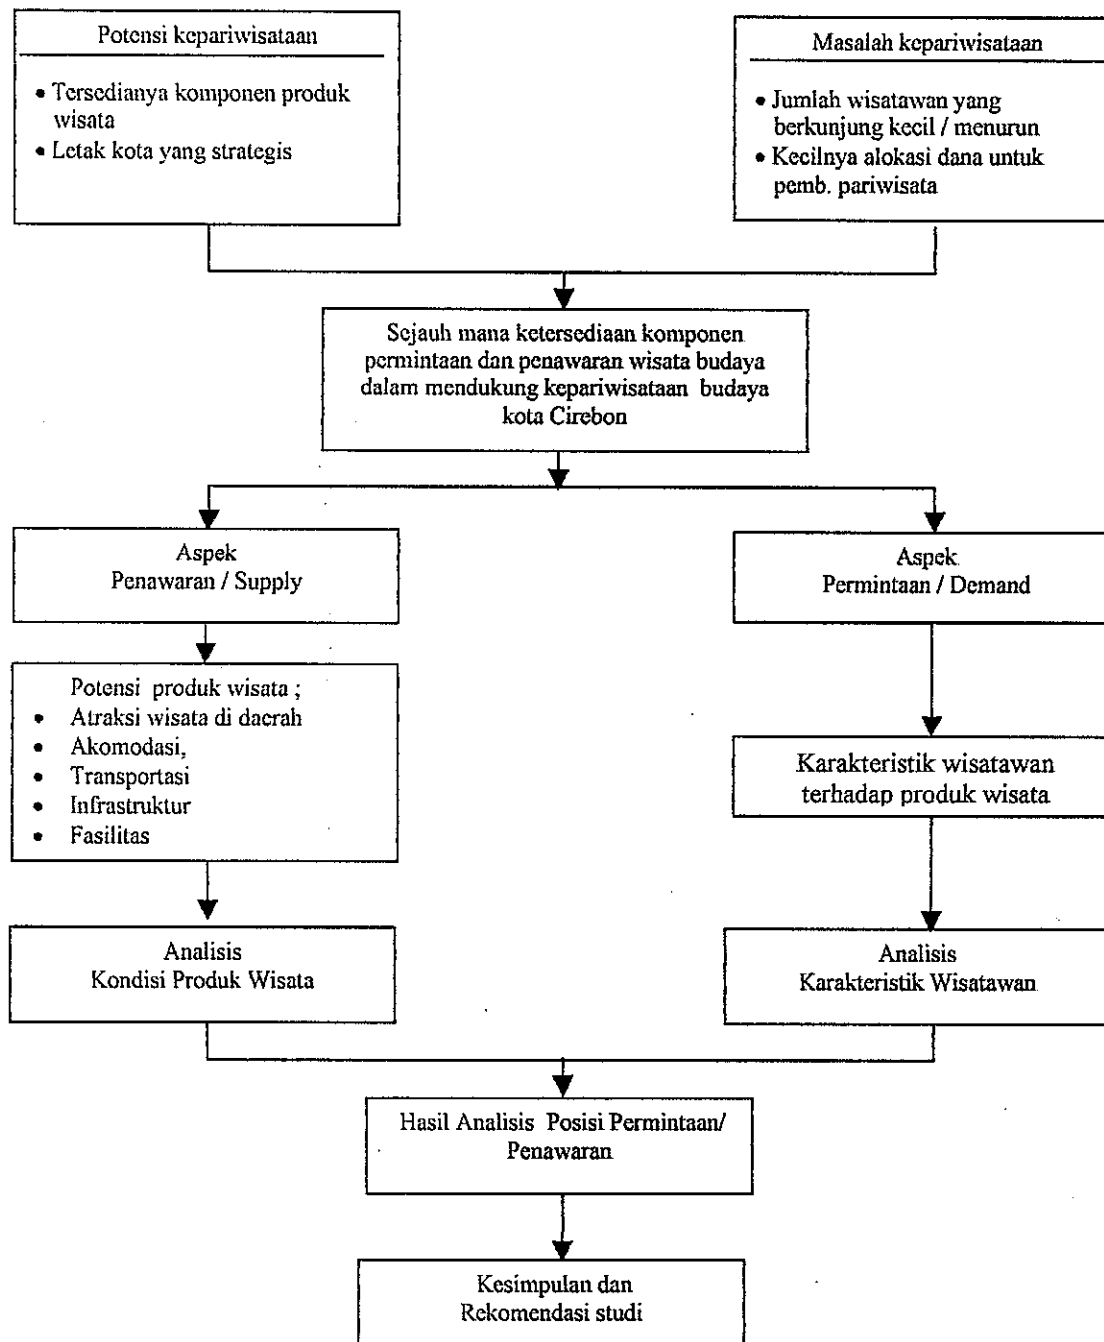 Potensi kepariwisataan
• Tersedianya komponen produk
wisata
• Letak kota yang strategis
Masalah kepariwisataan
• Jumlah wisatawan yang
berkunjung kecil / menurun
• Kecilnya alokasi dana untuk
pemb. pariwisata
Sejauh mana ketersediaan komponen
permintaan dan penawaran wisata budaya
dalam mendukung kepariwisataan budaya
kota Cirebon
Aspek
Penawaran / Supply
Aspek
Permintaan / Demand
Potensi produk wisata ;
• Atraksi wisata di daerah
• Akomodasi,
• Transportasi
• Infrastruktur
• Fasilitas
Karakteristik wisatawan
terhadap produk wisata
Analisis
Kondisi Produk Wisata
Analisis
Karakteristik Wisatawan
Hasil Analisis Posisi Permintaan/
Penawaran
Kesimpulan dan
Rekomendasi studi